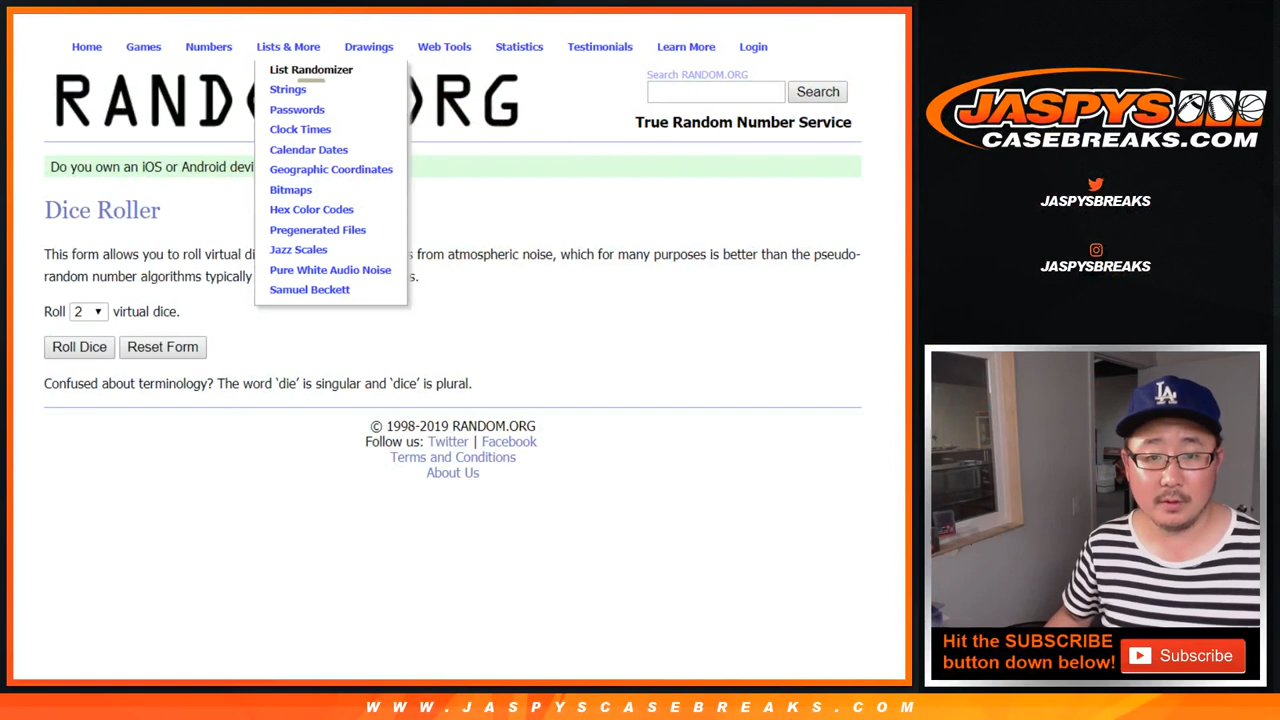 Home Games Numbers Lists & More Drawings Web Tools Statistics Testimonials Learn More Login
List Randomizer
Strings
Passwords
Clock Times
Calendar Dates
Geographic Coordinates
Bitmaps
Hex Color Codes
Pregenerated Files
Jazz Scales
Pure White Audio Noise
Samuel Beckett
RAND RG
Search RANDOM.ORG
Search
True Random Number Service
Do you own an iOS or Android devi
Dice Roller
This form allows you to roll virtual di s from atmospheric noise, which for many purposes is better than the pseudo-
random number algorithms typically s.
Roll 2 virtual dice.
Roll Dice Reset Form
Confused about terminology? The word ‘die’ is singular and ‘dice’ is plural.
© 1998-2019 RANDOM.ORG
Follow us: Twitter | Facebook
Terms and Conditions
About Us
JASPYS
CASEBREAKS.COM
JASPYSBREAKS
JASPYSBREAKS
LA
Hit the SUBSCRIBE
button down below!
Subscribe
WWW.JASPYSCASEBREAKS.COM